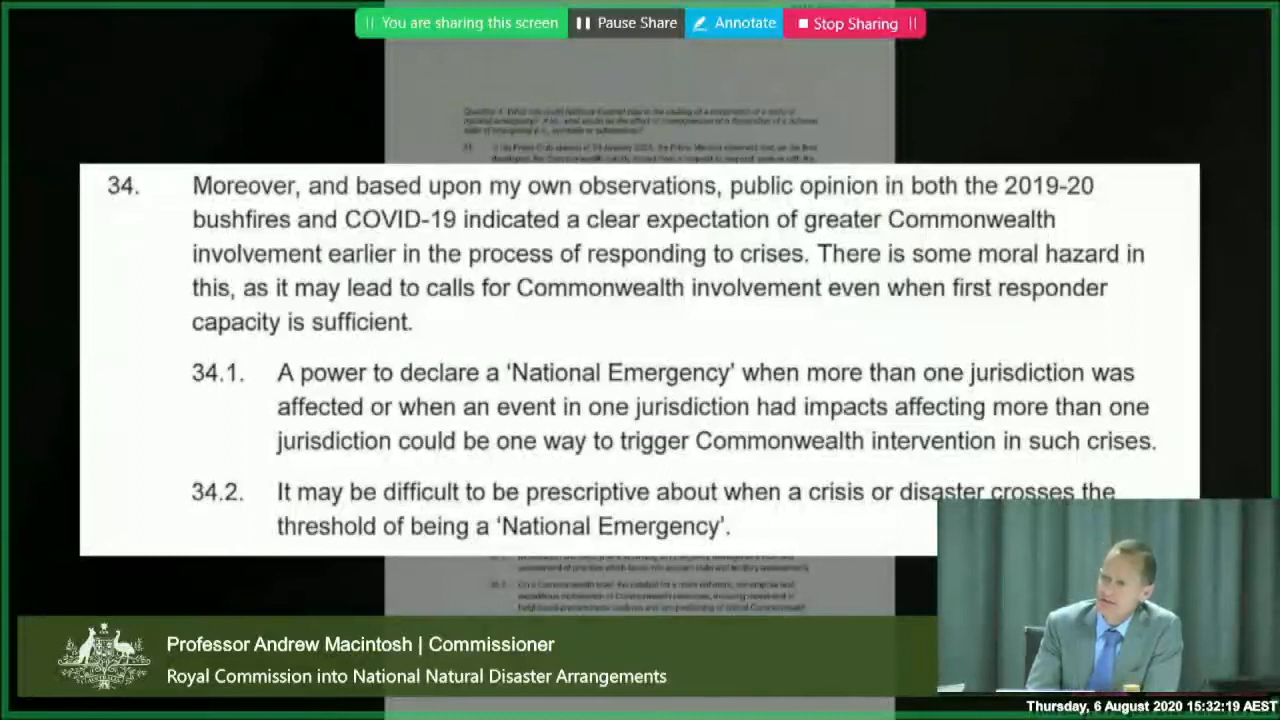 You are sharing this screen
Pause Share
Annotate
Stop Sharing
34. Moreover, and based upon my own observations, public opinion in both the 2019-20
bushfires and COVID-19 indicated a clear expectation of greater Commonwealth
involvement earlier in the process of responding to crises. There is some moral hazard in
this, as it may lead to calls for Commonwealth involvement even when first responder
capacity is sufficient.
34.1. A power to declare a ‘National Emergency’ when more than one jurisdiction was
affected or when an event in one jurisdiction had impacts affecting more than one
jurisdiction could be one way to trigger Commonwealth intervention in such crises.
34.2. It may be difficult to be prescriptive about when a crisis or disaster crosses the
threshold of being a ‘National Emergency’.
Professor Andrew Macintosh | Commissioner
Royal Commission into National Natural Disaster Arrangements
Thursday, 6 August 2020 15:32:19 AEST